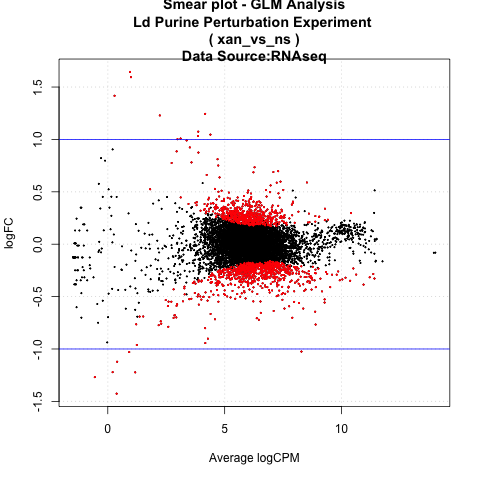 Smear plot - GLM Analysis
Ld Purine Perturbation Experiment
( xan_vs_ns )
Data Source:RNAseq
1.5
1.0
0.5
0.0
-0.5
-1.0
-1.5
logFC
0 5 10
Average logCPM